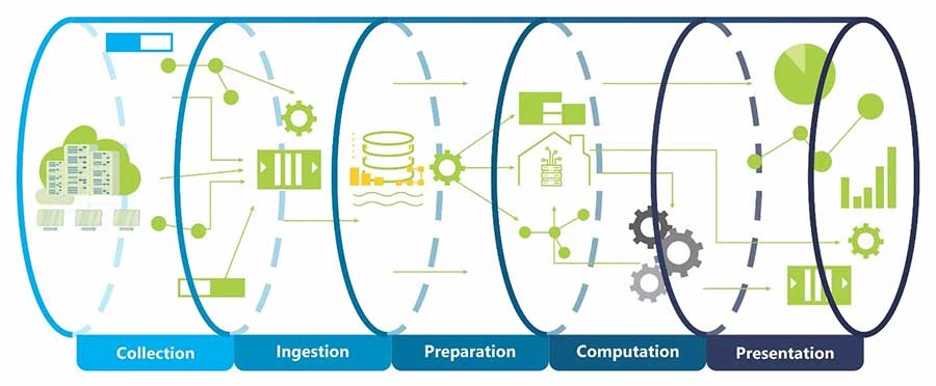 Collection
Ingestion
Preparation
Computation
Presentation